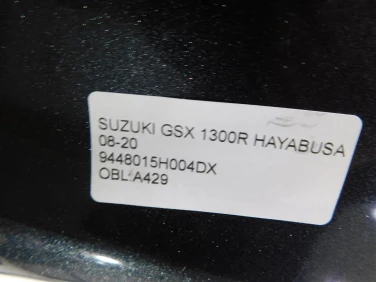 SUZUKI GSX 1300R HAYABUSA
08-20
9448015H004DX
OBL:A429